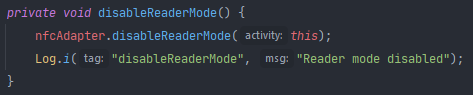 private void disableReaderMode() {
nfcAdapter.disableReaderMode( activity: this);
Log.i( tag: "disableReaderMode", msg: "Reader mode disabled");
}